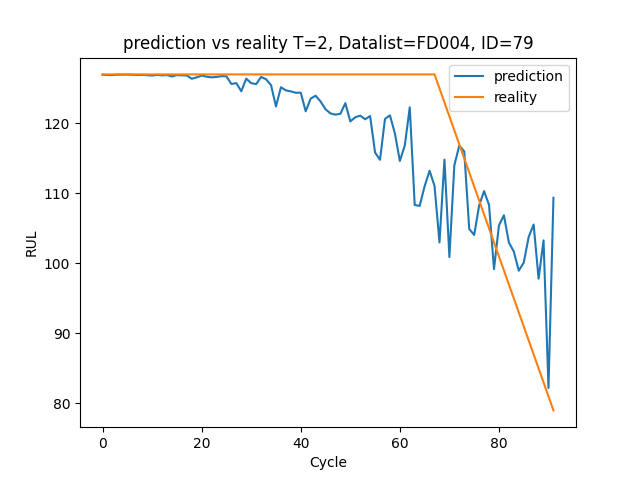 prediction vs reality T=2, Datalist=FD004, ID=79
prediction
reality
RUL
120
110
100
90
80
0
20
40
60
80
Cycle